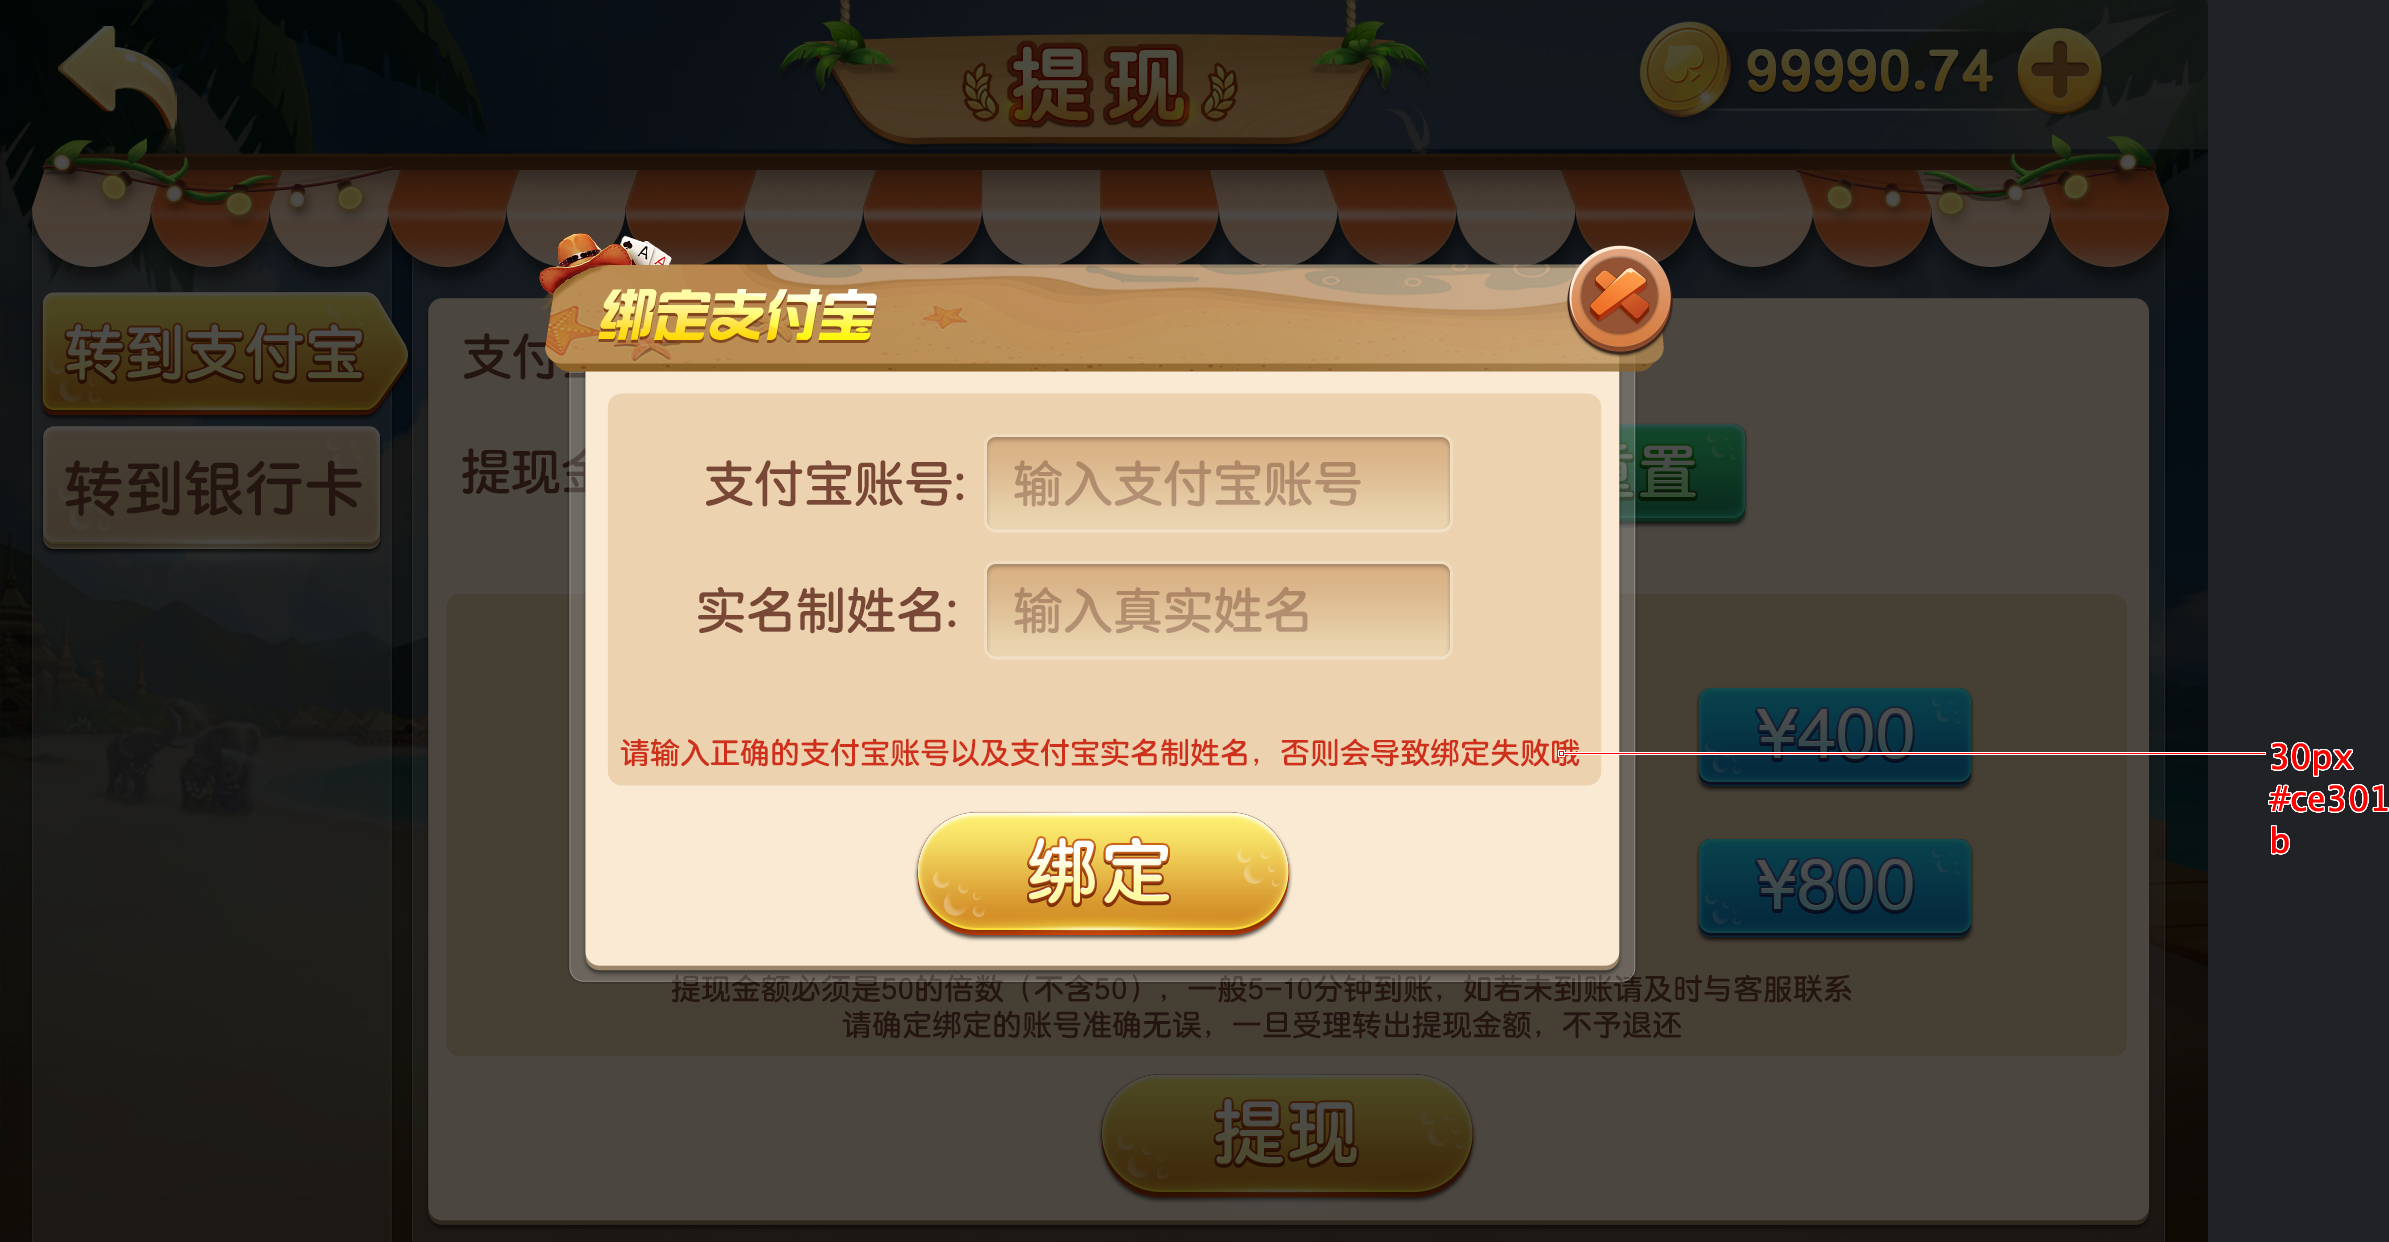 提现
99990.74
绑定支付宝
转到支付宝
支付
转到银行卡
提现金
置
支付宝账号:
输入支付宝账号
实名制姓名:
输入真实姓名
请输入正确的支付宝账号以及支付宝实名制姓名，否则会导致绑定失败哦
¥400
30px
#ce301
b
绑定
¥800
提现金额必须是50的倍数（不含50），一般5-10分钟到账，如若未到账请及时与客服联系
请确定绑定的账号准确无误，一旦受理转出提现金额，不予退还
提现